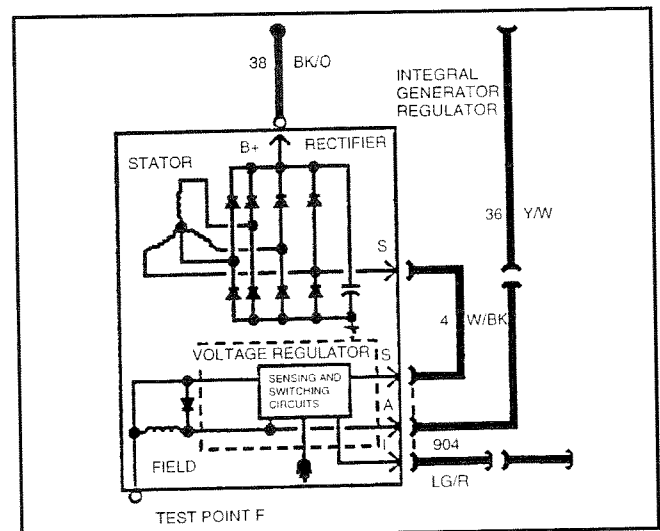 38 BK/O
INTEGRAL
GENERATOR
REGULATOR
B+ RECTIFIER
STATOR
36 Y/W
S
4 W/BK
VOLTAGE REGULATOR S
SENSING AND
SWITCHING
CIRCUITS
A
I 904
FIELD
LG/R
TEST POINT F